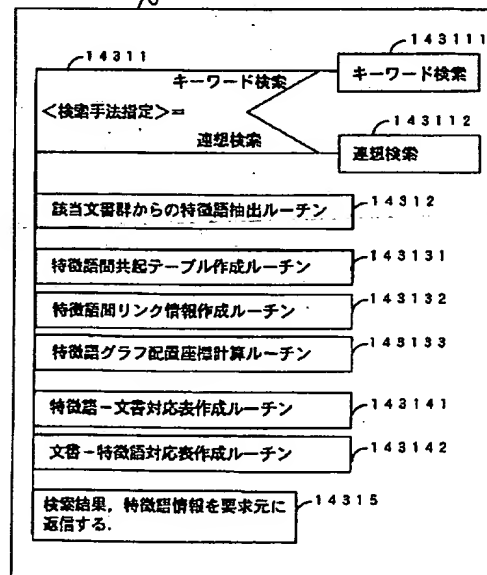 14311
143111
キーワード検索
キーワード検索
<検索手法指定>=
143112
連想検索
連想検索
該当文書群からの特徴語抽出ルーチン
14312
特徴語間共起テーブル作成ルーチン
143131
特徴語間リンク情報作成ルーチン
143132
特徴語グラフ配置座標計算ルーチン
143133
特徴語-文書対応表作成ルーチン
143141
文書-特徴語対応表作成ルーチン
143142
検索結果,特徴語情報を要求元に
返信する.
14315